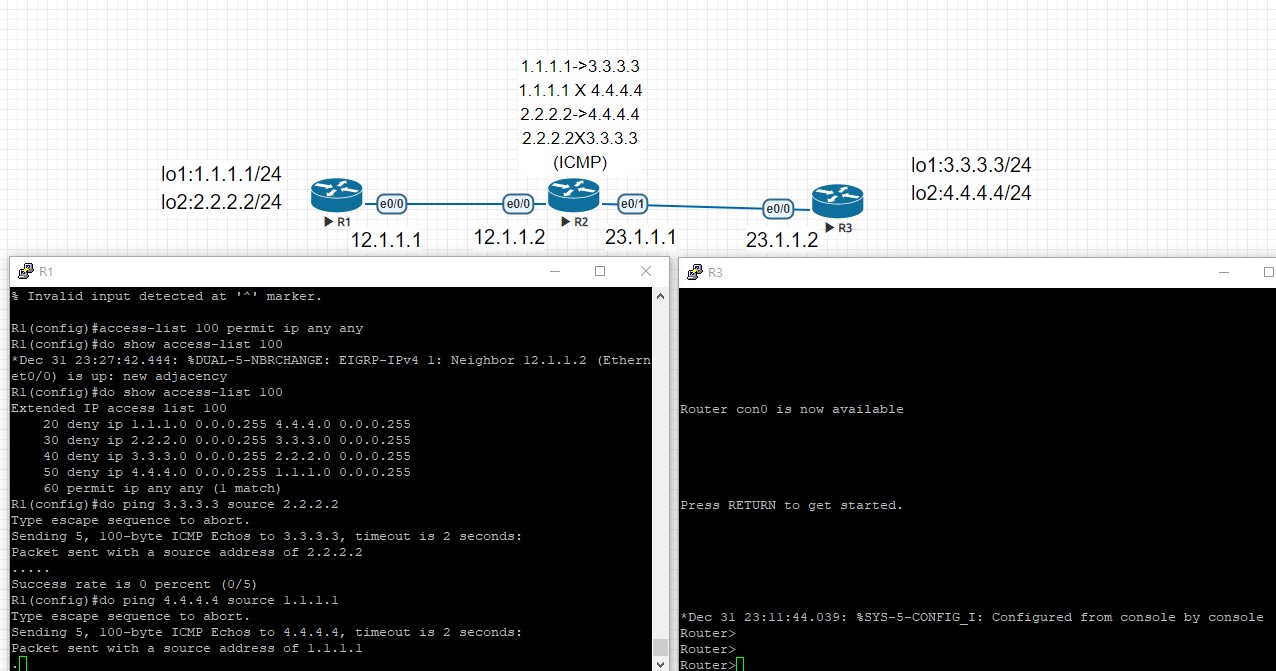 1.1.1.1->3.3.3.3
1.1.1.1 X 4.4.4.4
2.2.2.2->4.4.4.4
2.2.2.2X3.3.3.3
(ICMP)
lo1:1.1.1.1/24
lo2:2.2.2.2/24
lo1:3.3.3.3/24
lo2:4.4.4.4/24
e0/0
e0/0
e0/1
e0/0
R1
R2
R3
12.1.1.1
12.1.1.2
23.1.1.1
23.1.1.2
R1
% Invalid input detected at '^' marker.
R1(config)#access-list 100 permit ip any any
R1(config)#do show access-list 100
*Dec 31 23:27:42.444: %DUAL-5-NBRCHANGE: EIGRP-IPv4 1: Neighbor 12.1.1.2 (Ethern
et0/0) is up: new adjacency
R1(config)#do show access-list 100
Extended IP access list 100
20 deny ip 1.1.1.0 0.0.0.255 4.4.4.0 0.0.0.255
30 deny ip 2.2.2.0 0.0.0.255 3.3.3.0 0.0.0.255
40 deny ip 3.3.3.0 0.0.0.255 2.2.2.0 0.0.0.255
50 deny ip 4.4.4.0 0.0.0.255 1.1.1.0 0.0.0.255
60 permit ip any any (1 match)
R1(config)#do ping 3.3.3.3 source 2.2.2.2
Type escape sequence to abort.
Sending 5, 100-byte ICMP Echos to 3.3.3.3, timeout is 2 seconds:
Packet sent with a source address of 2.2.2.2
.....
Success rate is 0 percent (0/5)
R1(config)#do ping 4.4.4.4 source 1.1.1.1
Type escape sequence to abort.
Sending 5, 100-byte ICMP Echos to 4.4.4.4, timeout is 2 seconds:
Packet sent with a source address of 1.1.1.1
.
R3
Router con0 is now available
Press RETURN to get started.
*Dec 31 23:11:44.039: %SYS-5-CONFIG_I: Configured from console by console
Router>
Router>
Router>